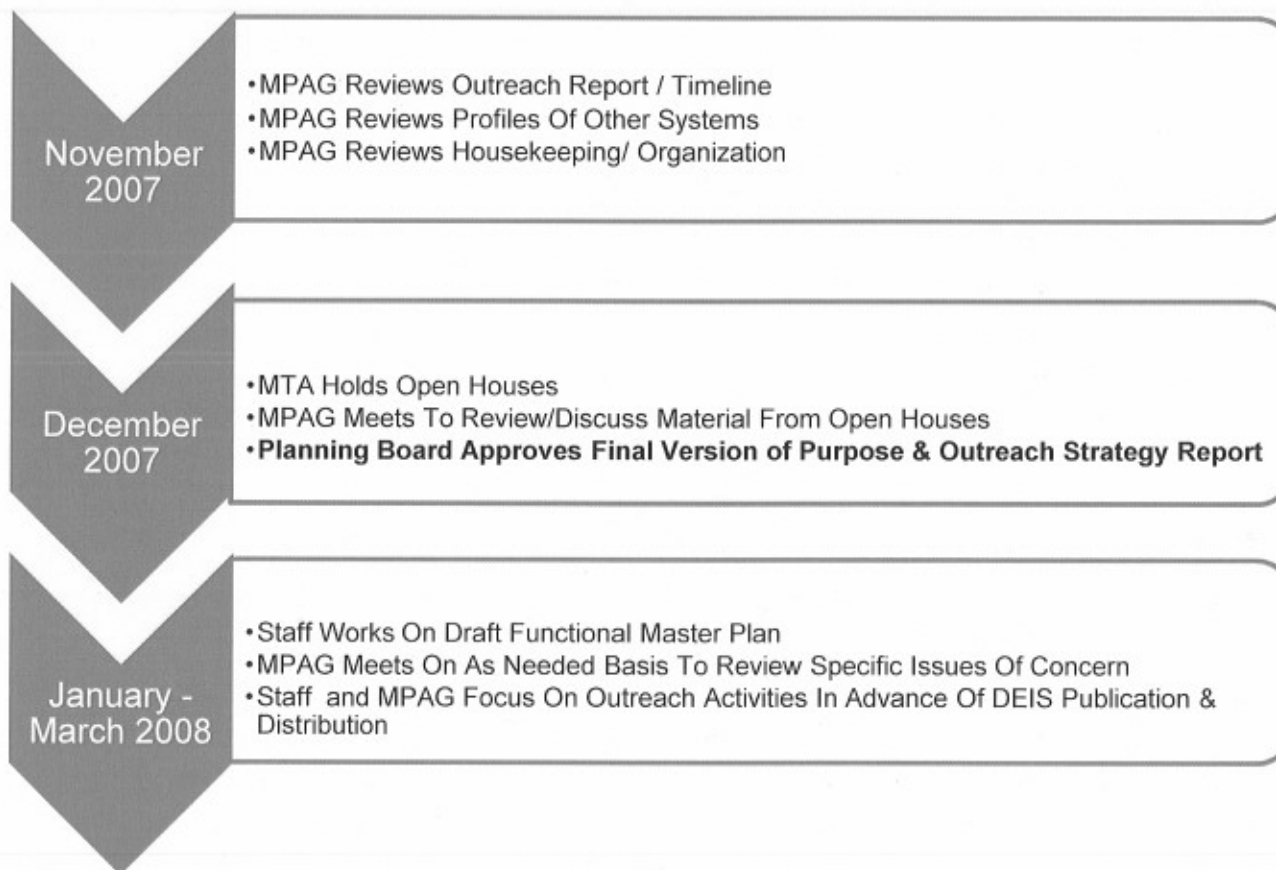 November
2007
•MPAG Reviews Outreach Report / Timeline
•MPAG Reviews Profiles Of Other Systems
•MPAG Reviews Housekeeping/ Organization
December
2007
•MTA Holds Open Houses
•MPAG Meets To Review/Discuss Material From Open Houses
•Planning Board Approves Final Version of Purpose & Outreach Strategy Report
January -
March 2008
•Staff Works On Draft Functional Master Plan
•MPAG Meets On As Needed Basis To Review Specific Issues Of Concern
•Staff and MPAG Focus On Outreach Activities In Advance Of DEIS Publication &
Distribution